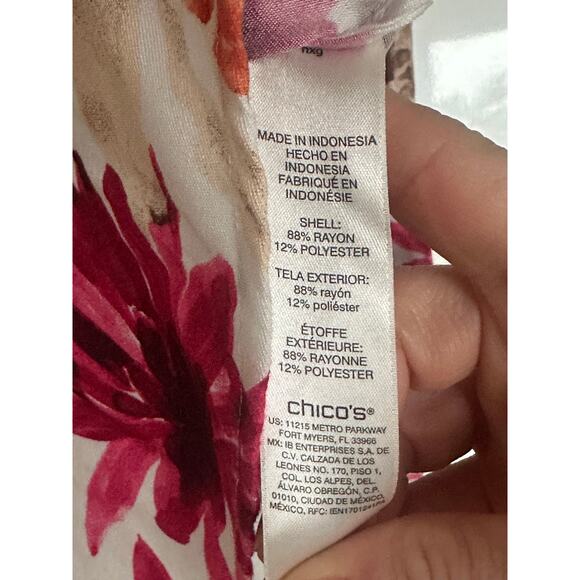 nxg
MADE IN INDONESIA
HECHO EN
INDONESIA
FABRIQUÉ EN
INDONÉSIE
SHELL:
88% RAYON
12% POLYESTER
TELA EXTERIOR:
88% rayón
12% poliéster
ÉTOFFE
EXTÉRIEURE:
88% RAYONNE
12% POLYESTER
chico's®
US: 11215 METRO PARKWAY
FORT MYERS, FL 33966
MX: IB ENTERPRISES S.A. DE
C.V. CALZADA DE LOS
LEONES NO. 170, PISO 1,
COL. LOS ALPES, DEL.
ÁLVARO OBREGÓN, C.P.
01010, CIUDAD DE MÉXICO,
MÉXICO, RFC: